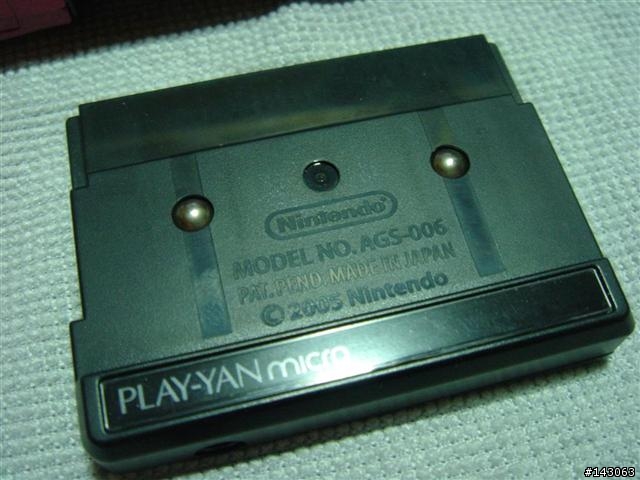 Nintendo
MODEL NO. AGS-006
PAT. PEND. MADE IN JAPAN
© 2005 Nintendo
PLAY-YAN micro
#143063